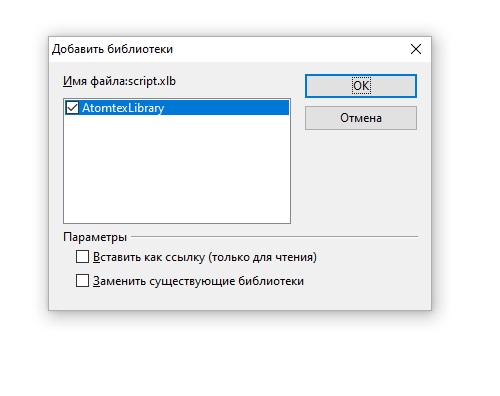 Добавить библиотеки
Имя файла:script.xlb
AtomtexLibrary
OK
Отмена
Параметры
Вставить как ссылку (только для чтения)
Заменить существующие библиотеки